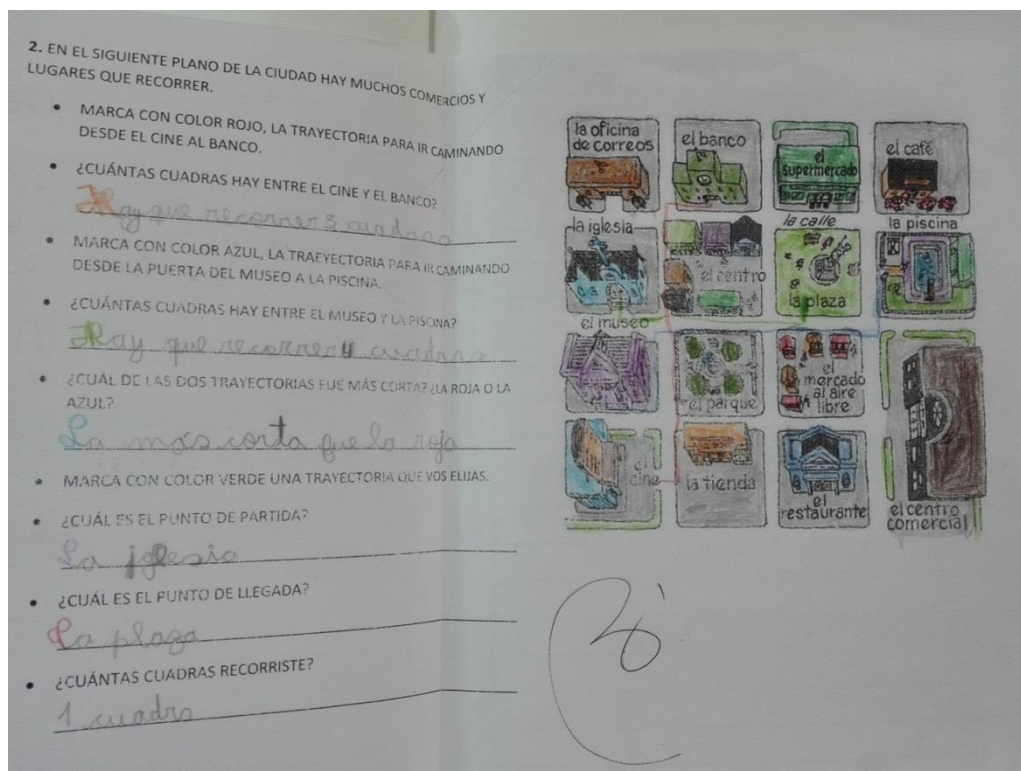 2. EN EL SIGUIENTE PLANO DE LA CIUDAD HAY MUCHOS COMERCIOS Y
LUGARES QUE RECORRER.
• MARCA CON COLOR ROJO, LA TRAYECTORIA PARA IR CAMINANDO
DESDE EL CINE AL BANCO.
• ¿CUÁNTAS CUADRAS HAY ENTRE EL CINE Y EL BANCO?
Hay que recorrer 3 cuadras
• MARCA CON COLOR AZUL, LA TRAEYECTORIA PARA IR CAMINANDO
DESDE LA PUERTA DEL MUSEO A LA PISCINA.
• ¿CUÁNTAS CUADRAS HAY ENTRE EL MUSEO Y LA PISCINA?
Hay que recorrer 4 cuadras
• ¿CUÁL DE LAS DOS TRAYECTORIAS FUE MÁS CORTA? ¿LA ROJA O LA
AZUL?
La más corta fue la roja
• MARCA CON COLOR VERDE UNA TRAYECTORIA QUE VOS ELIJAS.
• ¿CUÁL ES EL PUNTO DE PARTIDA?
La iglesia
• ¿CUÁL ES EL PUNTO DE LLEGADA?
La plaza
• ¿CUÁNTAS CUADRAS RECORRISTE?
1 cuadra
la oficina
de correos
el banco
el
supermercado
el café
la iglesia
el centro
la calle
la plaza
la piscina
el museo
el parque
el
mercado
al aire
libre
el
cine
la tienda
el
restaurante
el centro
comercial